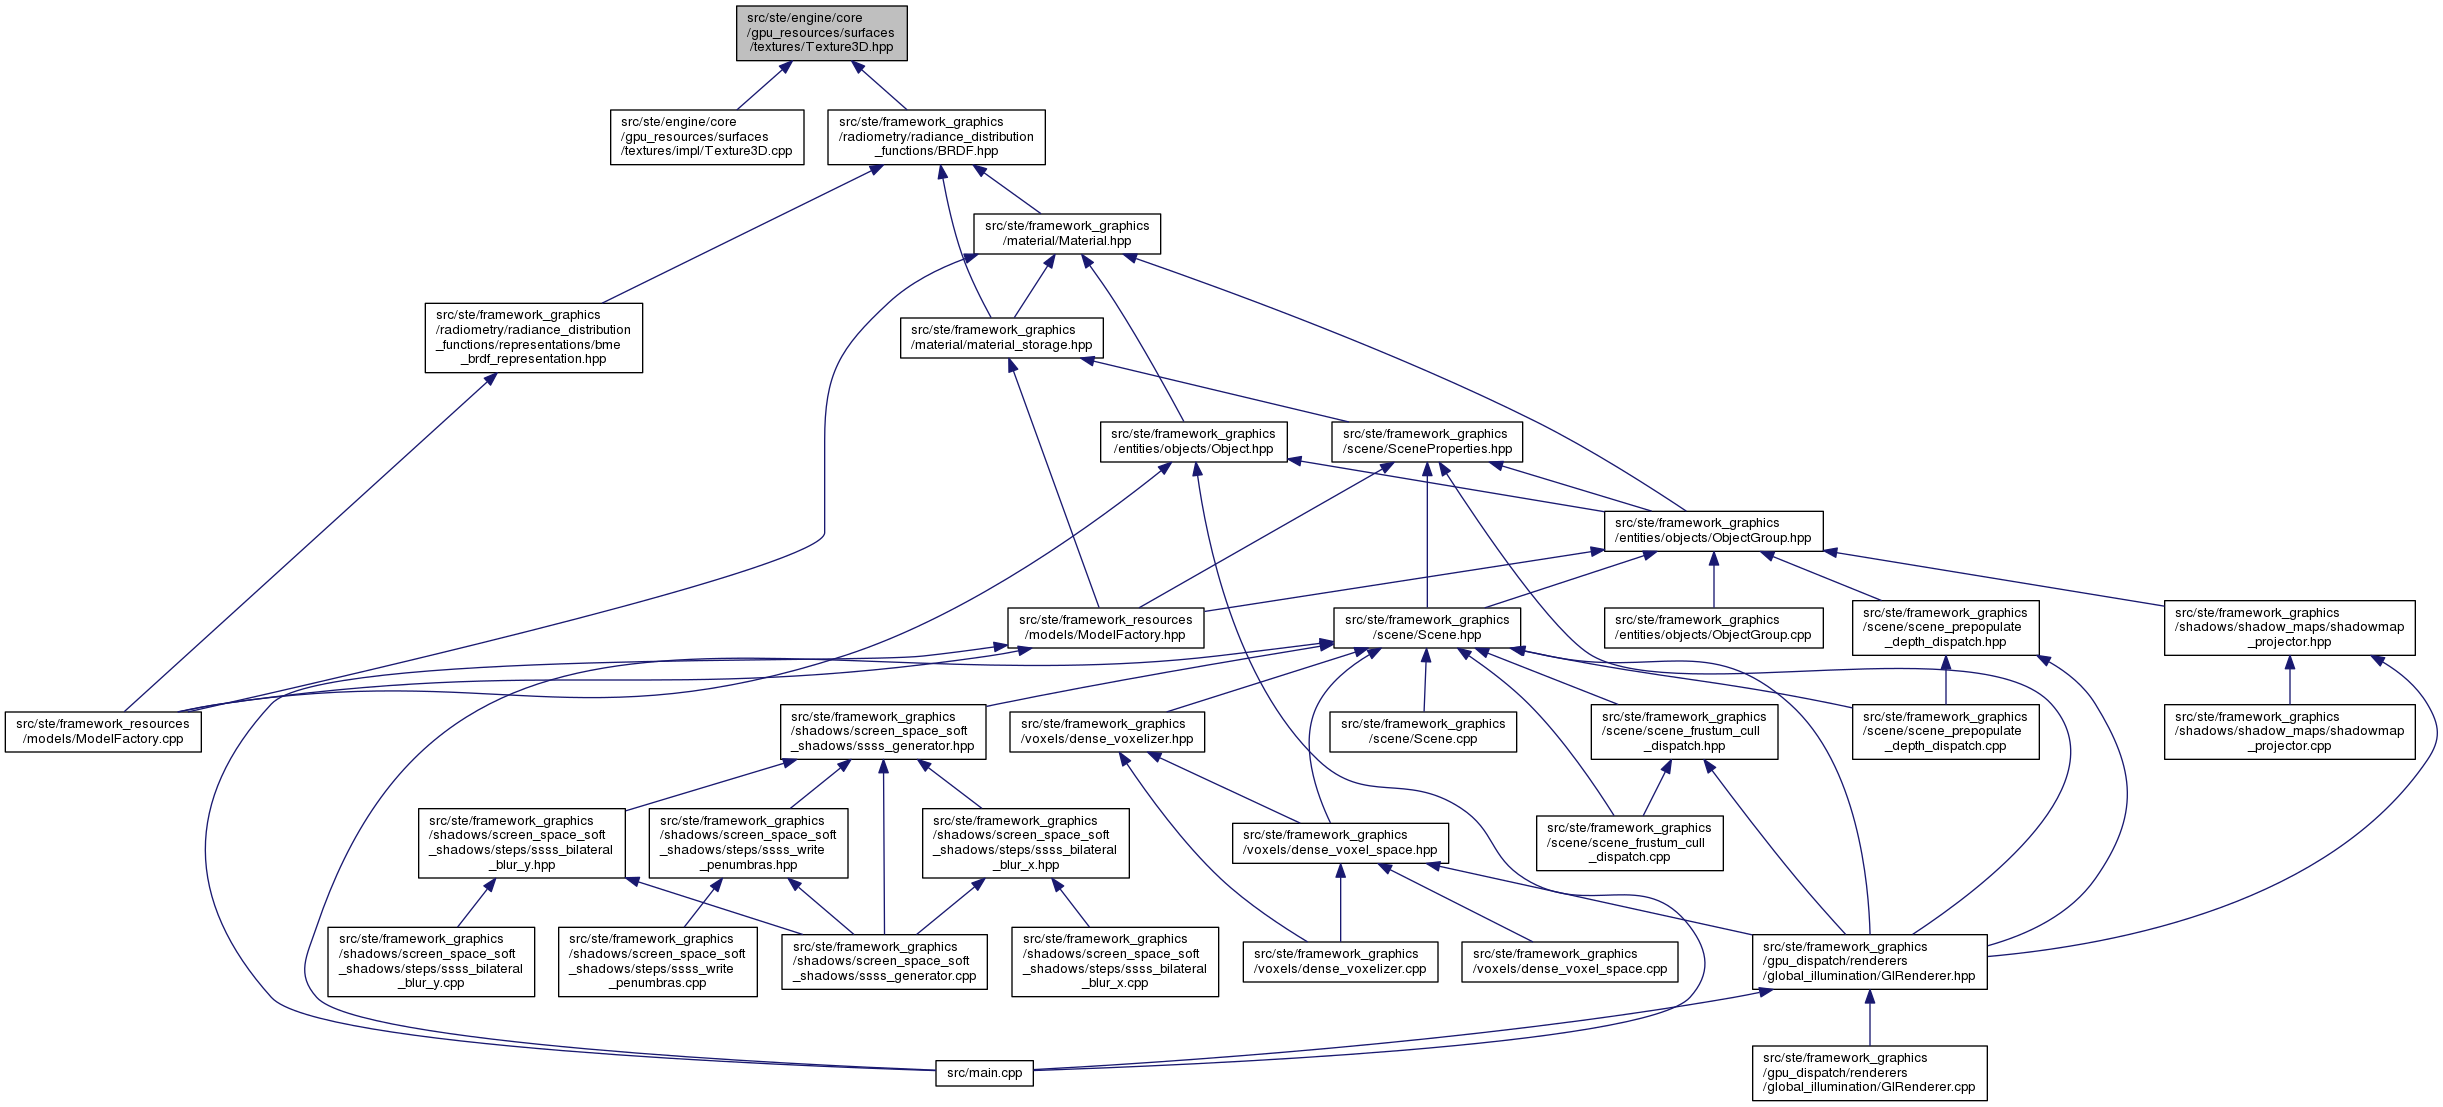 src/ste/engine/core
/gpu_resources/surfaces
/textures/Texture3D.hpp
src/ste/engine/core
/gpu_resources/surfaces
/textures/impl/Texture3D.cpp
src/ste/framework_graphics
/radiometry/radiance_distribution
_functions/BRDF.hpp
src/ste/framework_graphics
/material/Material.hpp
src/ste/framework_graphics
/radiometry/radiance_distribution
_functions/representations/bme
_brdf_representation.hpp
src/ste/framework_graphics
/material/material_storage.hpp
src/ste/framework_graphics
/entities/objects/Object.hpp
src/ste/framework_graphics
/scene/SceneProperties.hpp
src/ste/framework_graphics
/entities/objects/ObjectGroup.hpp
src/ste/framework_resources
/models/ModelFactory.hpp
src/ste/framework_graphics
/scene/Scene.hpp
src/ste/framework_graphics
/entities/objects/ObjectGroup.cpp
src/ste/framework_graphics
/scene/scene_prepopulate
_depth_dispatch.hpp
src/ste/framework_graphics
/shadows/shadow_maps/shadowmap
_projector.hpp
src/ste/framework_resources
/models/ModelFactory.cpp
src/ste/framework_graphics
/shadows/screen_space_soft
_shadows/ssss_generator.hpp
src/ste/framework_graphics
/voxels/dense_voxelizer.hpp
src/ste/framework_graphics
/scene/Scene.cpp
src/ste/framework_graphics
/scene/scene_frustum_cull
_dispatch.hpp
src/ste/framework_graphics
/scene/scene_prepopulate
_depth_dispatch.cpp
src/ste/framework_graphics
/shadows/shadow_maps/shadowmap
_projector.cpp
src/ste/framework_graphics
/shadows/screen_space_soft
_shadows/steps/ssss_bilateral
_blur_y.hpp
src/ste/framework_graphics
/shadows/screen_space_soft
_shadows/steps/ssss_write
_penumbras.hpp
src/ste/framework_graphics
/shadows/screen_space_soft
_shadows/steps/ssss_bilateral
_blur_x.hpp
src/ste/framework_graphics
/voxels/dense_voxel_space.hpp
src/ste/framework_graphics
/scene/scene_frustum_cull
_dispatch.cpp
src/ste/framework_graphics
/shadows/screen_space_soft
_shadows/steps/ssss_bilateral
_blur_y.cpp
src/ste/framework_graphics
/shadows/screen_space_soft
_shadows/steps/ssss_write
_penumbras.cpp
src/ste/framework_graphics
/shadows/screen_space_soft
_shadows/ssss_generator.cpp
src/ste/framework_graphics
/shadows/screen_space_soft
_shadows/steps/ssss_bilateral
_blur_x.cpp
src/ste/framework_graphics
/voxels/dense_voxelizer.cpp
src/ste/framework_graphics
/voxels/dense_voxel_space.cpp
src/ste/framework_graphics
/gpu_dispatch/renderers
/global_illumination/GIRenderer.hpp
src/main.cpp
src/ste/framework_graphics
/gpu_dispatch/renderers
/global_illumination/GIRenderer.cpp